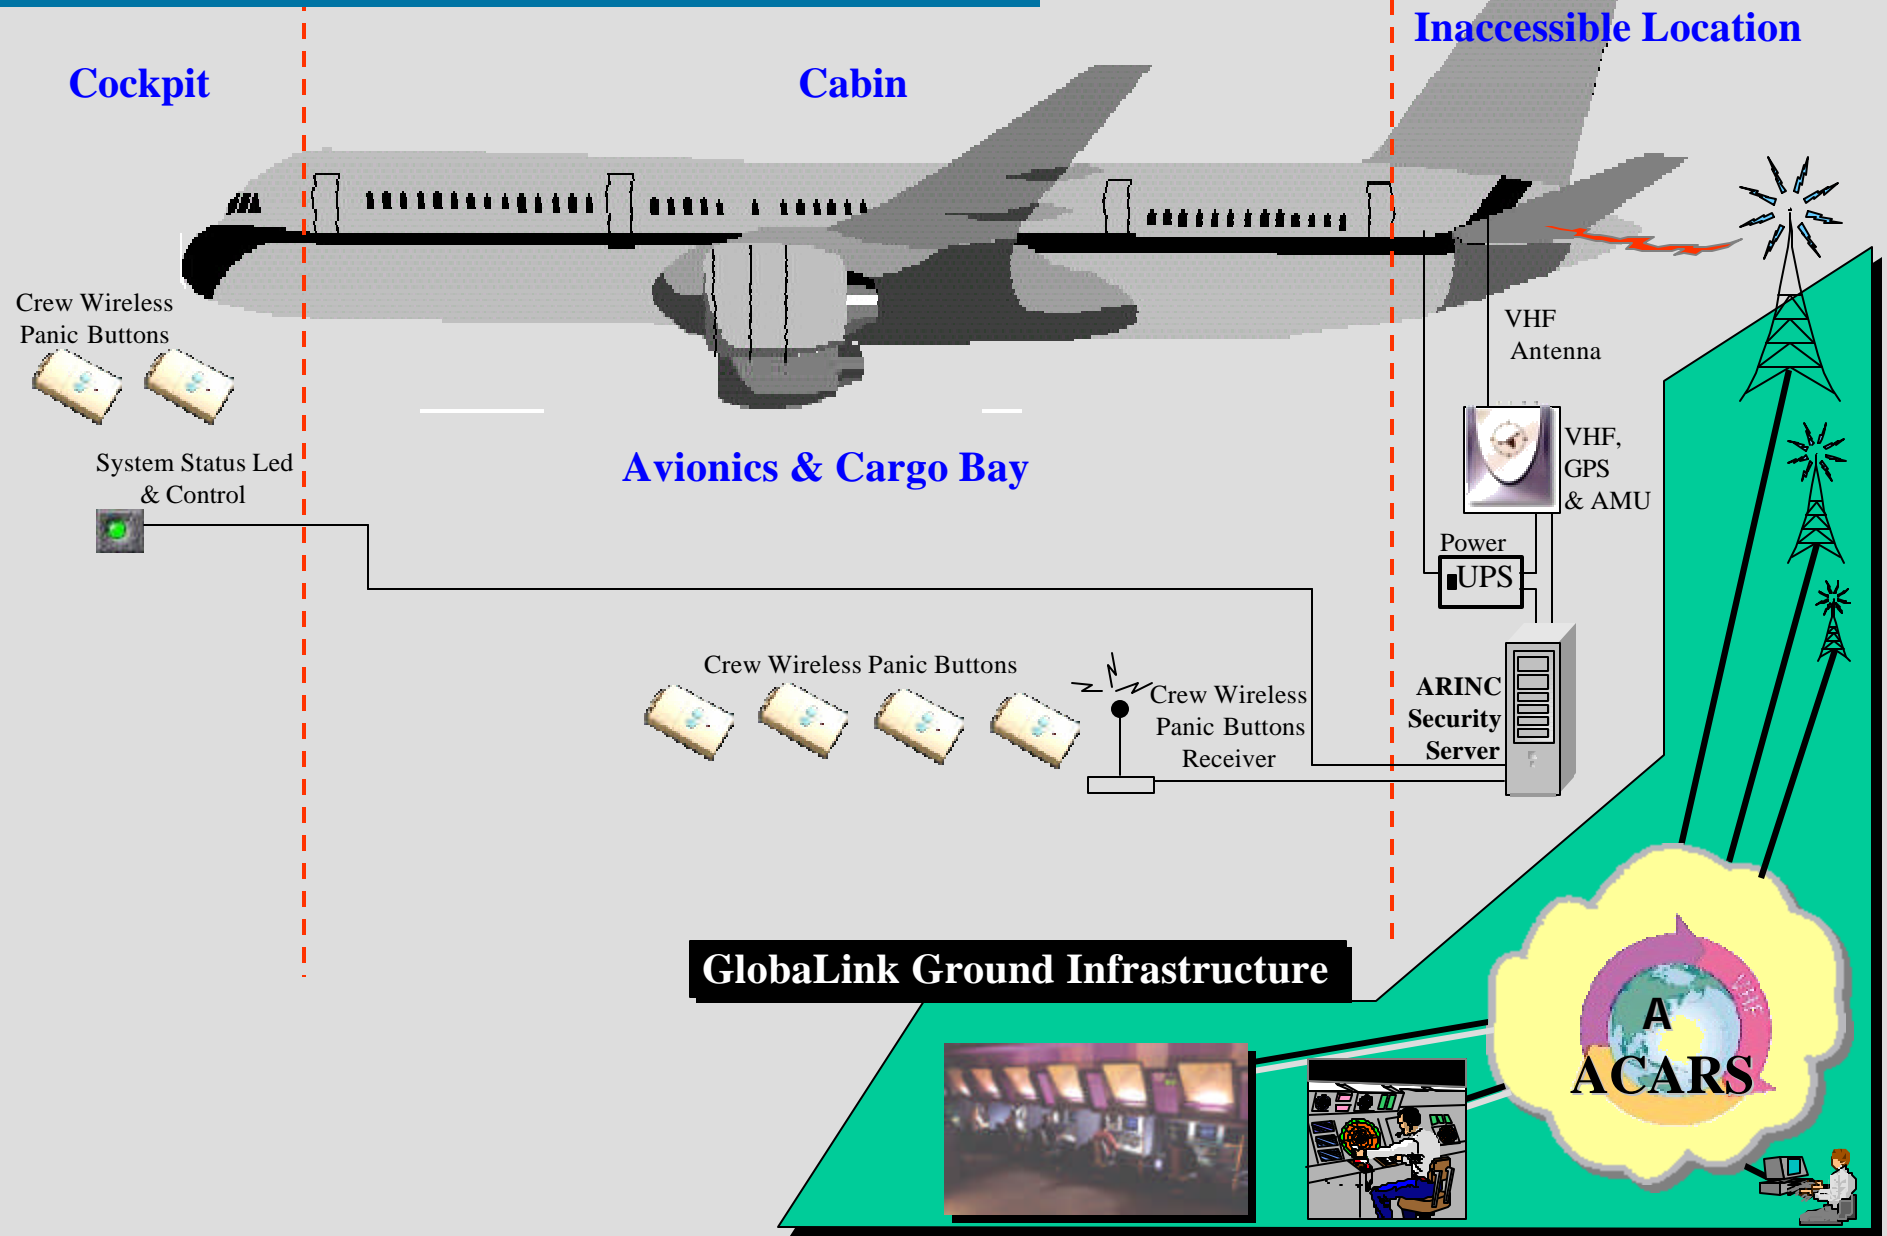 Inaccessible Location
Cockpit
Cabin
Crew Wireless
Panic Buttons
VHF
Antenna
System Status Led
& Control
Avionics & Cargo Bay
VHF,
GPS
& AMU
Power
UPS
Crew Wireless Panic Buttons
Crew Wireless
Panic Buttons
Receiver
ARINC
Security
Server
GlobaLink Ground Infrastructure
VHF
A
ACARS